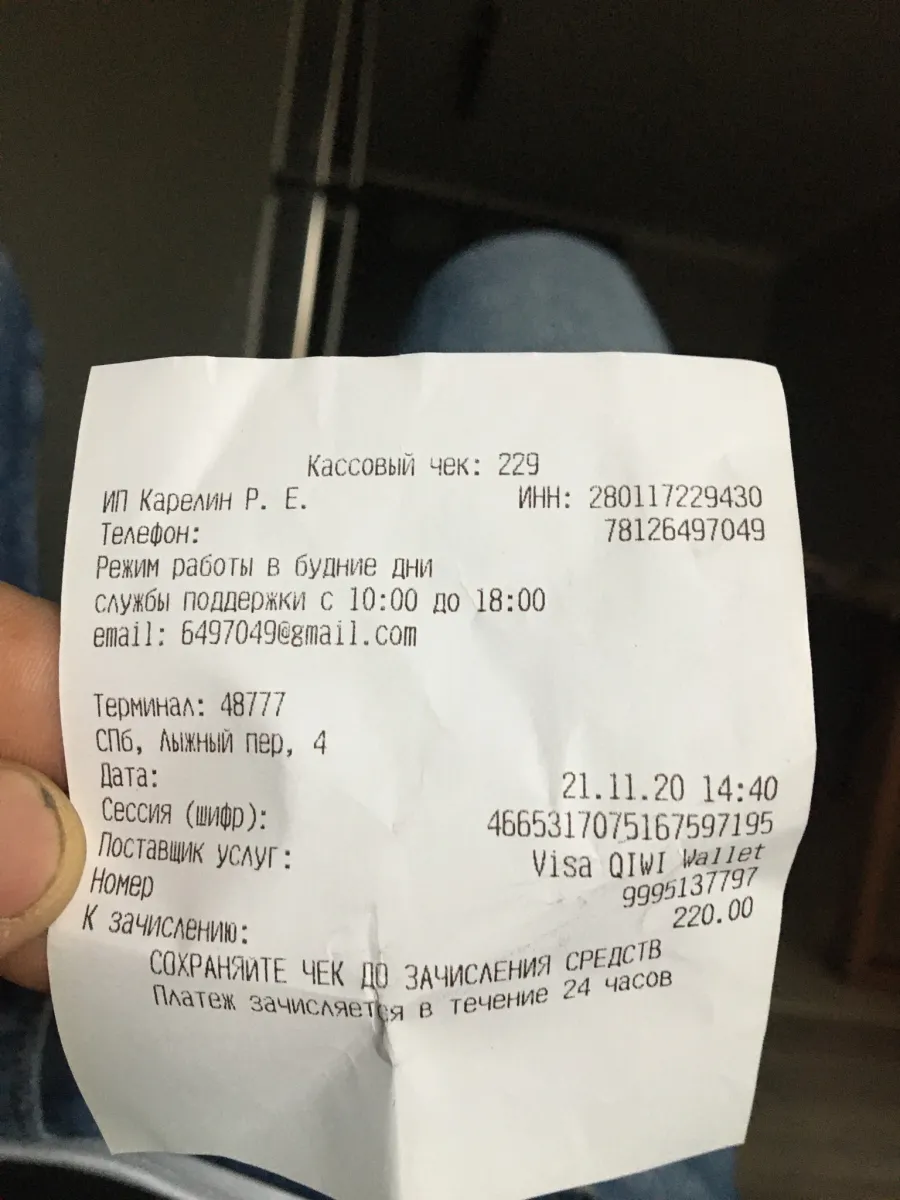 Кассовый чек: 229
ИП Карелин Р. Е. ИНН: 280117229430
Телефон: 78126497049
Режим работы в будние дни
службы поддержки с 10:00 до 18:00
email: 6497049@gmail.com
Терминал: 48777
СПб, Лыжный пер, 4
Дата: 21.11.20 14:40
Сессия (шифр): 4665317075167597195
Поставщик услуг: Visa QIWI Wallet
Номер 9995137797
К зачислению: 220.00
СОХРАНЯЙТЕ ЧЕК ДО ЗАЧИСЛЕНИЯ СРЕДСТВ
Платеж зачисляется в течение 24 часов